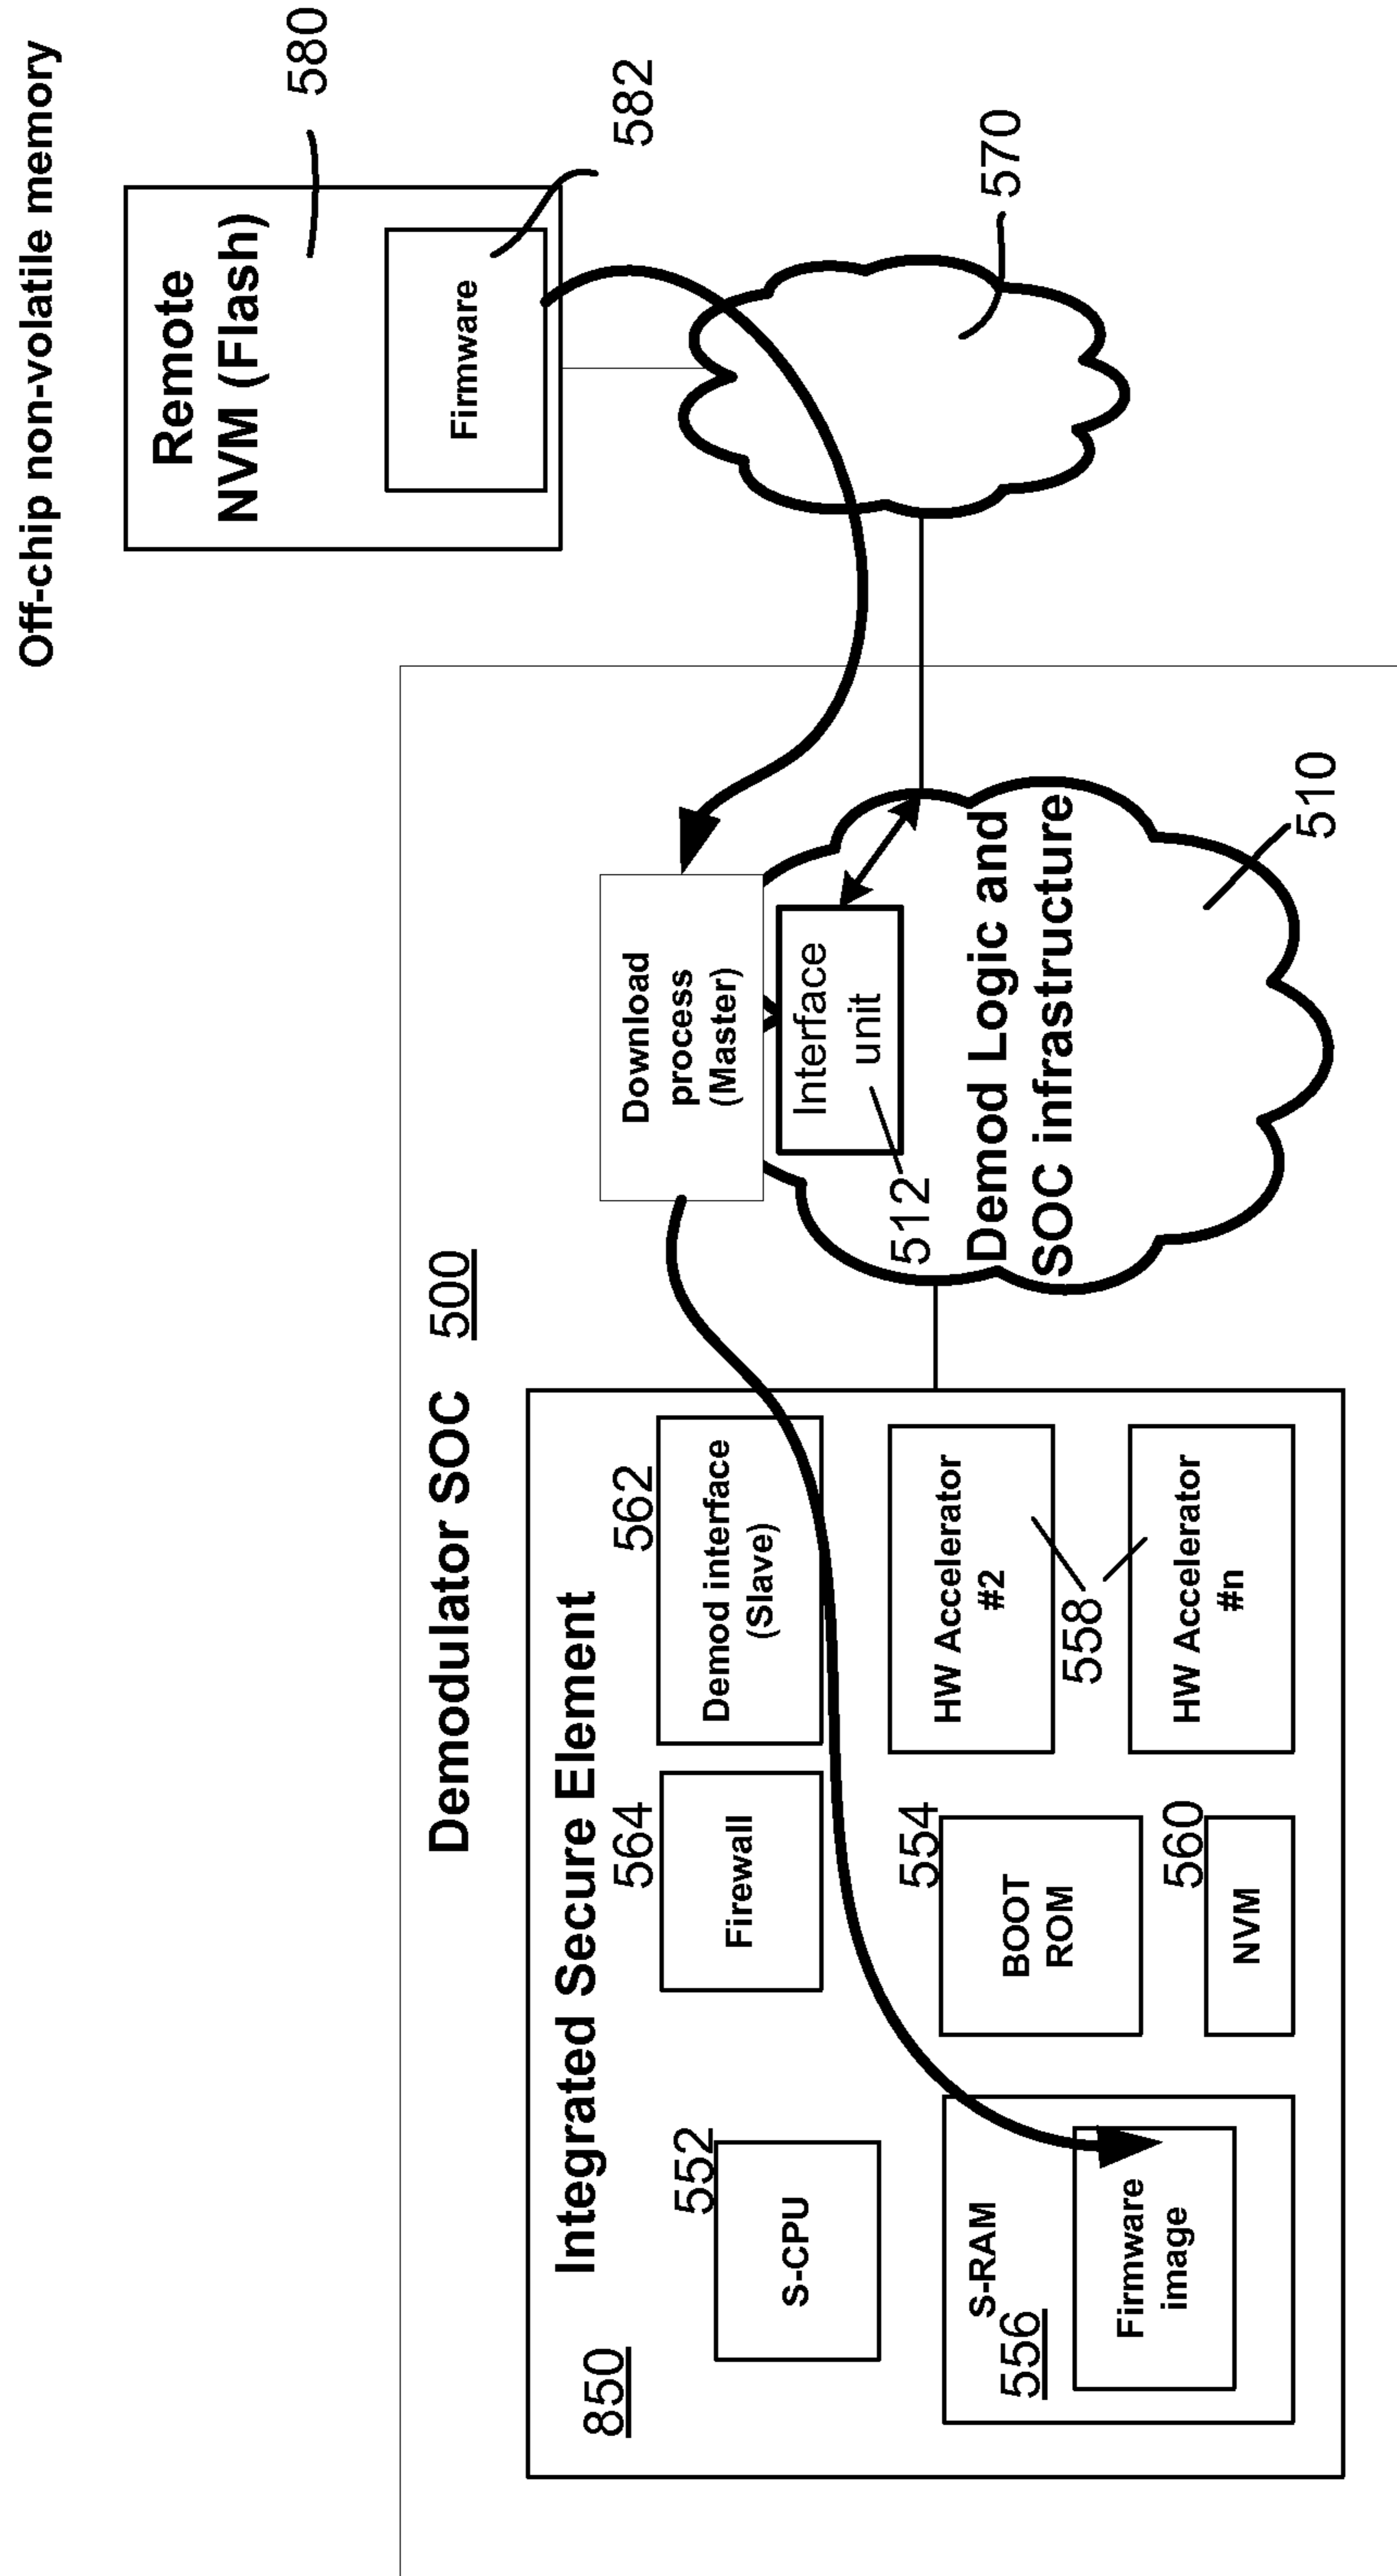 Off-chip non-volatile memory
Demodulator SOC 500
850
Integrated Secure Element
552
S-CPU
564
Firewall
562
Demod interface
(Slave)
S-RAM
556
Firmware
image
554
BOOT
ROM
560
NVM
HW Accelerator
#2
558
HW Accelerator
#n
Download
process
(Master)
Interface
unit
512
Demod Logic and
SOC infrastructure
510
Remote
NVM (Flash)
580
Firmware
582
570